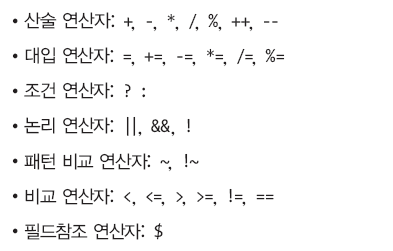 • 산술 연산자: +, -, *, /, %, ++, --
• 대입 연산자: =, +=, -=, *=, /=, %=
• 조건 연산자: ? :
• 논리 연산자: ||, &&, !
• 패턴 비교 연산자: ~, !~
• 비교 연산자: <, <=, >, >=, !=, ==
• 필드참조 연산자: $